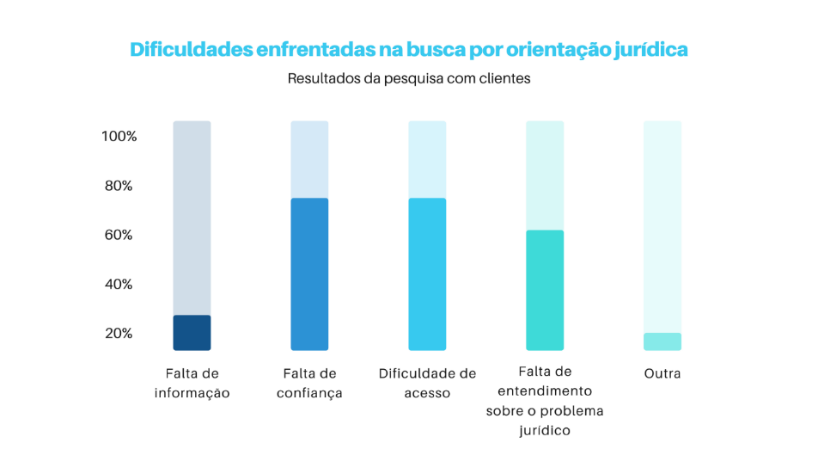 Dificuldades enfrentadas na busca por orientação jurídica
Resultados da pesquisa com clientes
100%
80%
60%
40%
20%
Falta de
informação
Falta de
confiança
Dificuldade de
acesso
Falta de
entendimento
sobre o problema
jurídico
Outra